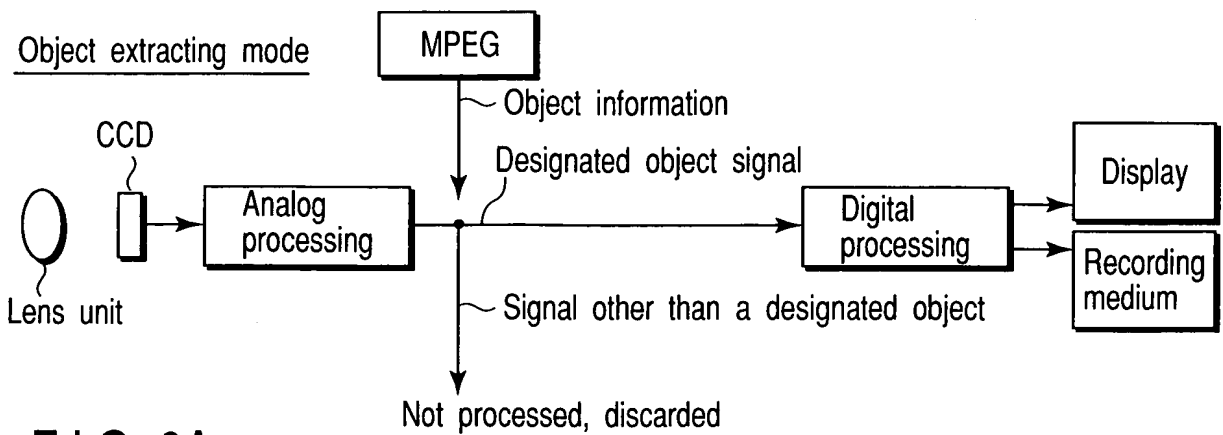 Object extracting mode
MPEG
Object information
CCD
Designated object signal
Analog
processing
Digital
processing
Display
Recording
medium
Lens unit
Signal other than a designated object
Not processed, discarded